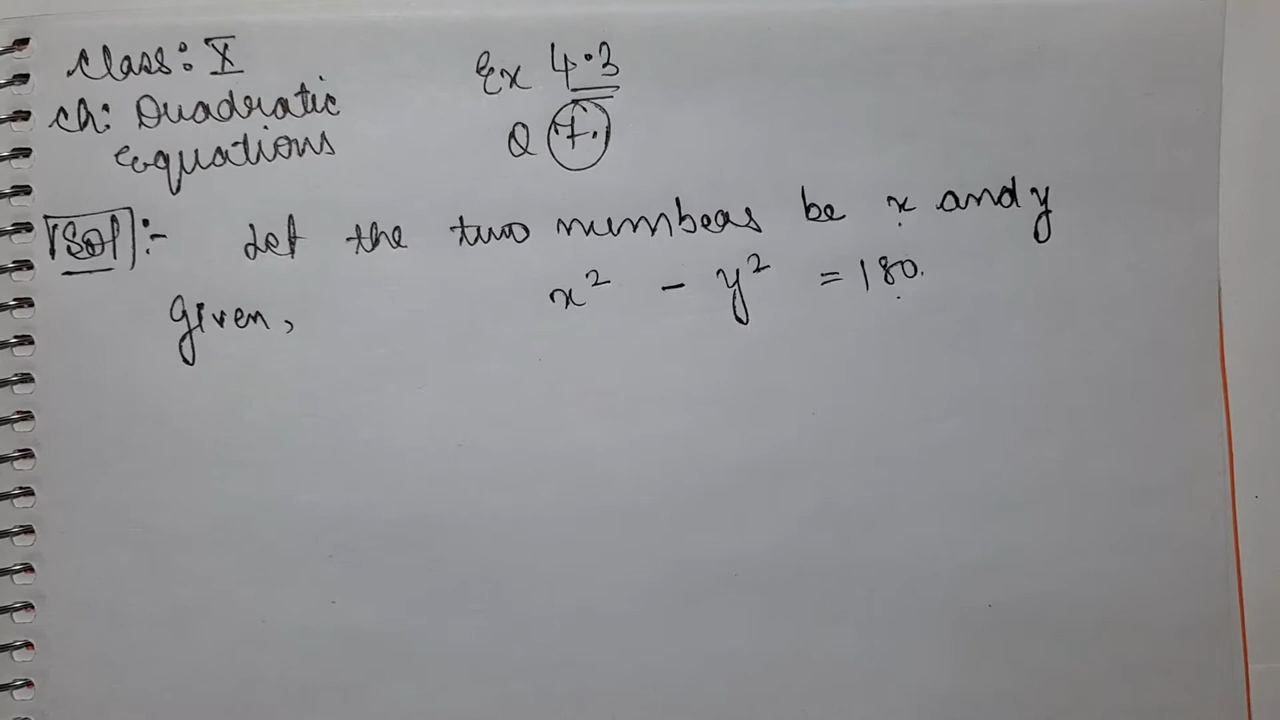 Class: X
Ch: Quadratic
Equations
Ex 4.3
Q 7.
Sol :- Let the two numbers be x and y
Given, x² - y² = 180.